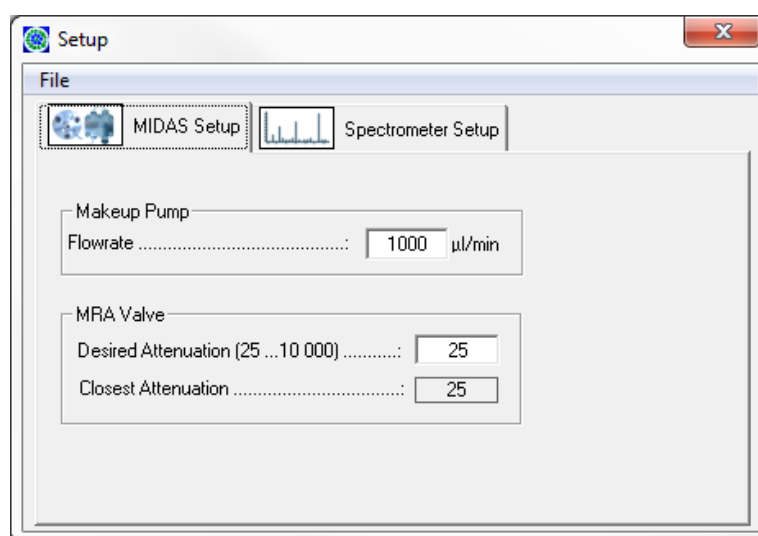 Setup
File
MIDAS Setup
Spectrometer Setup
Makeup Pump
Flowrate ..........................................: 1000 µl/min
MRA Valve
Desired Attenuation (25 ...10 000) ...........: 25
Closest Attenuation ..................................: 25